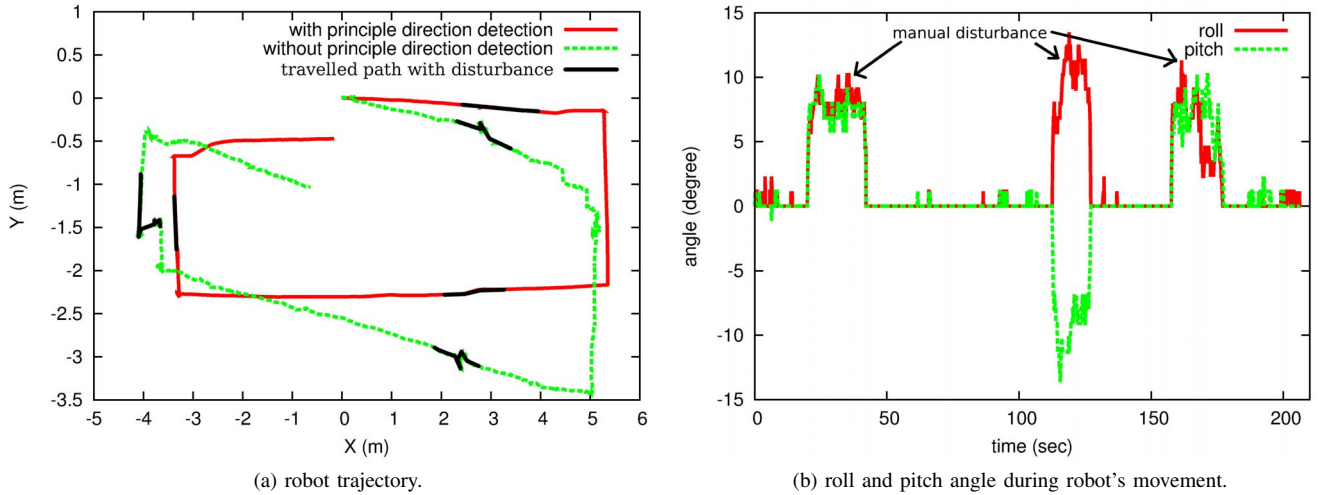 1
0.5
0
-0.5
-1
-1.5
-2
-2.5
-3
-3.5
Y (m)
-5 -4 -3 -2 -1 0 1 2 3 4 5 6
X (m)
with principle direction detection
without principle direction detection
travelled path with disturbance
(a) robot trajectory.
15
10
5
0
-5
-10
-15
angle (degree)
0 50 100 150 200
time (sec)
manual disturbance
roll
pitch
(b) roll and pitch angle during robot's movement.